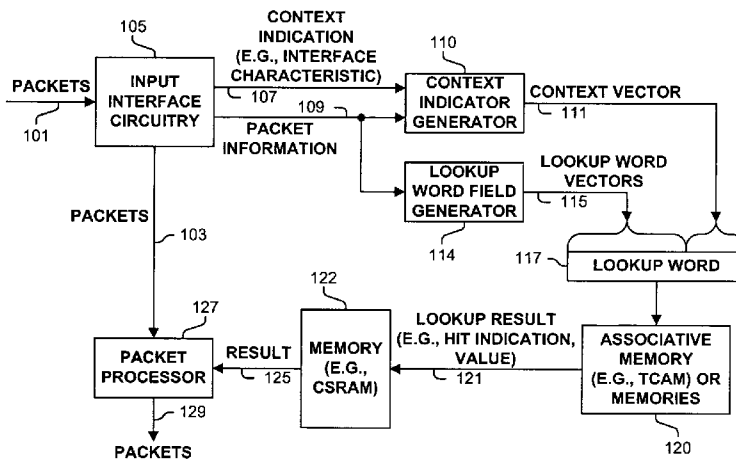 105
PACKETS
101
INPUT
INTERFACE
CIRCUITRY
CONTEXT
INDICATION
(E.G., INTERFACE
CHARACTERISTIC)
107
109
PACKET
INFORMATION
110
CONTEXT
INDICATOR
GENERATOR
CONTEXT VECTOR
111
LOOKUP
WORD FIELD
GENERATOR
114
LOOKUP WORD
VECTORS
115
117
LOOKUP WORD
PACKETS
103
127
PACKET
PROCESSOR
129
PACKETS
RESULT
125
122
MEMORY
(E.G.,
CSRAM)
LOOKUP RESULT
(E.G., HIT INDICATION,
VALUE)
121
ASSOCIATIVE
MEMORY
(E.G., TCAM) OR
MEMORIES
120